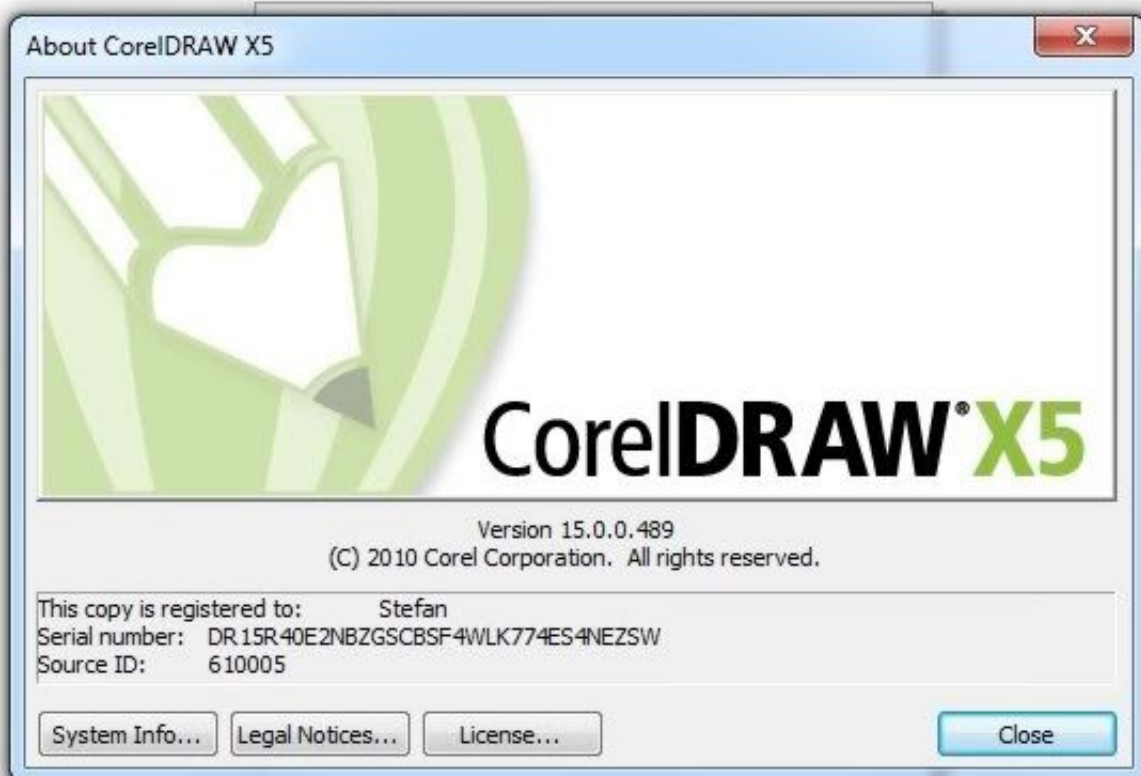 About CorelDRAW X5
CorelDRAW® X5
Version 15.0.0.489
(C) 2010 Corel Corporation. All rights reserved.
This copy is registered to: Stefan
Serial number: DR15R40E2NBZGSCBSF4WLK774ES4NEZSW
Source ID: 610005
System Info... Legal Notices... License... Close